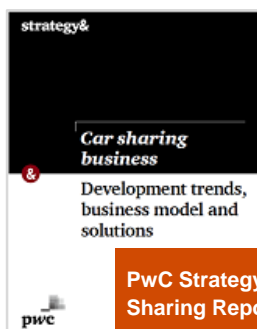 strategy&
Car sharing
business
&
Development trends,
business model and
solutions
PwC Strategy
Sharing Repo
pwc